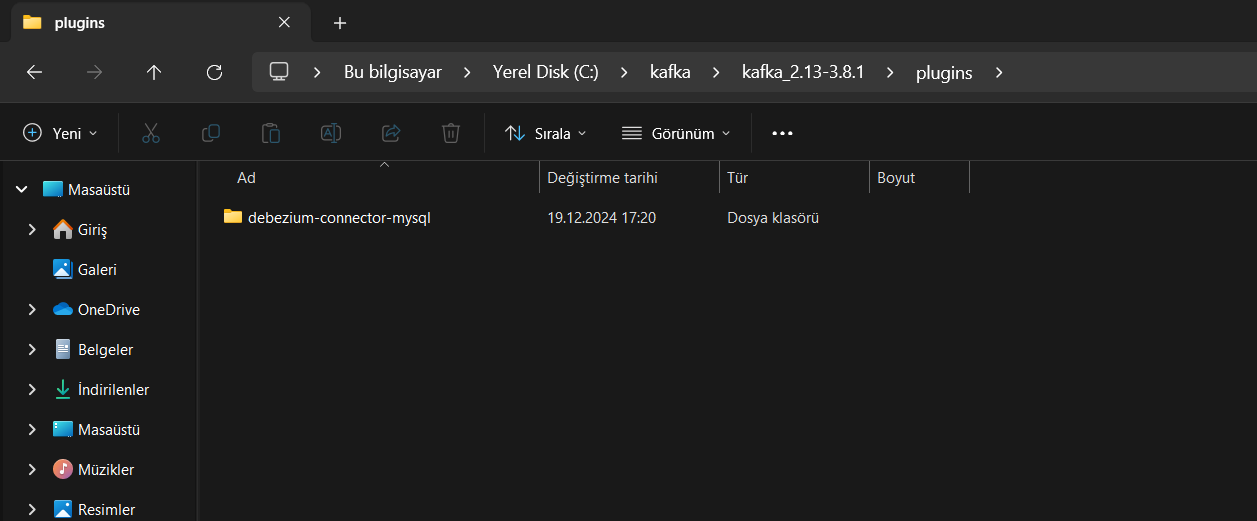 plugins
Bu bilgisayar > Yerel Disk (C:) > kafka > kafka_2.13-3.8.1 > plugins >
Yeni Sırala Görünüm
Ad Değiştirme tarihi Tür Boyut
debezium-connector-mysql 19.12.2024 17:20 Dosya klasörü
Masaüstü
Giriş
Galeri
OneDrive
Belgeler
İndirilenler
Masaüstü
Müzikler
Resimler